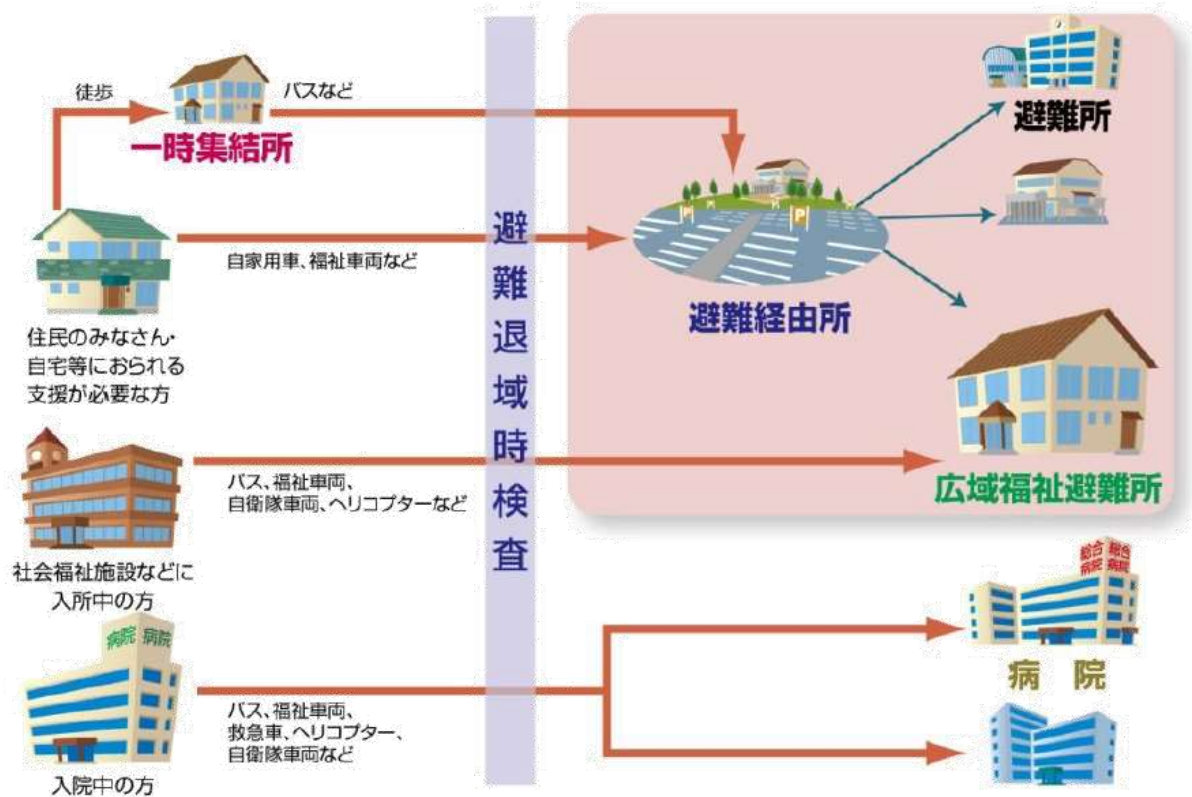 徒歩
バスなど
一時集結所
避難所
自家用車、福祉車両など
避難経由所
P
住民のみなさん・
自宅等におられる
支援が必要な方
避難退域時検査
バス、福祉車両、
自衛隊車両、ヘリコプターなど
広域福祉避難所
社会福祉施設などに
入所中の方
総合病院
総合病院
病院
病院
病　院
バス、福祉車両、
救急車、ヘリコプター、
自衛隊車両など
入院中の方